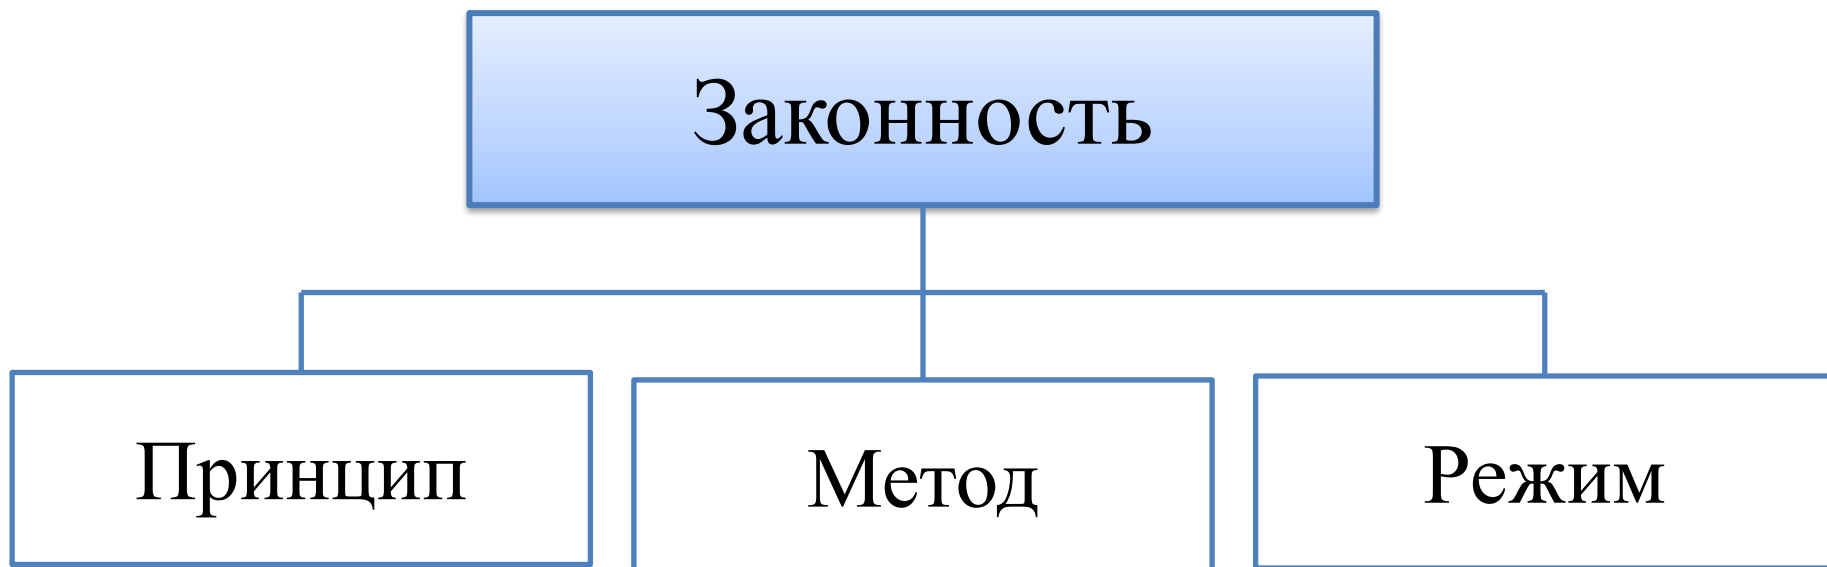 Законность
Принцип
Метод
Режим